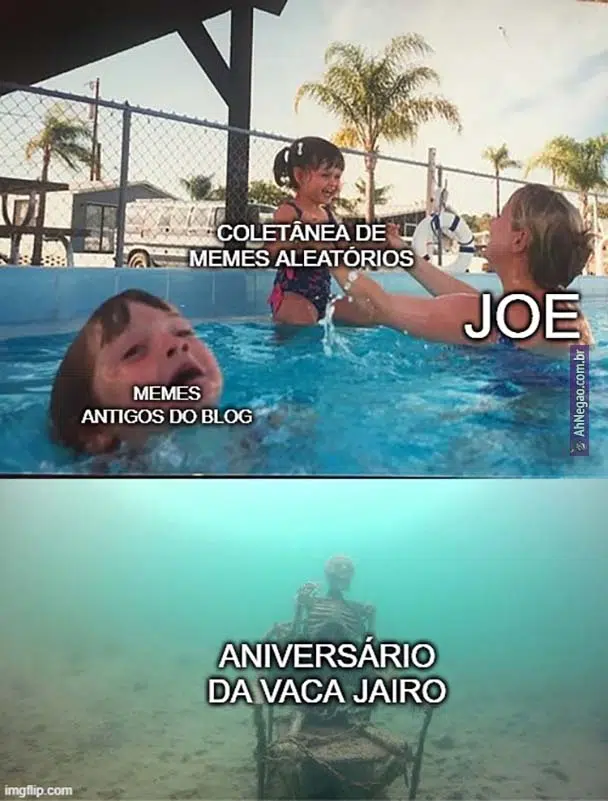 COLETÂNEA DE
MEMES ALEATÓRIOS
JOE
AhNegao.com.br
MEMES
ANTIGOS DO BLOG
ANIVERSÁRIO
DA VACA JAIRO
imgflip.com